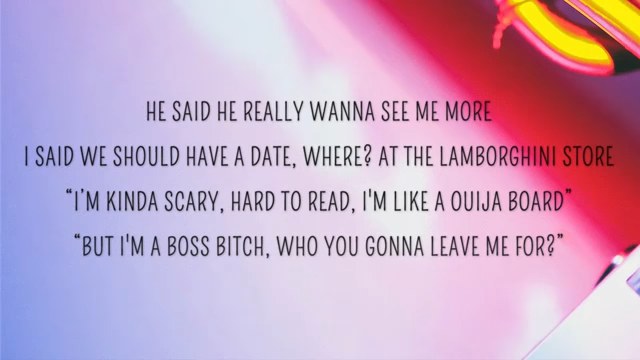 HE SAID HE REALLY WANNA SEE ME MORE
I SAID WE SHOULD HAVE A DATE, WHERE? AT THE LAMBORGHINI STORE
“I'M KINDA SCARY, HARD TO READ, I'M LIKE A OUIJA BOARD”
“BUT I'M A BOSS BITCH, WHO YOU GONNA LEAVE ME FOR?”